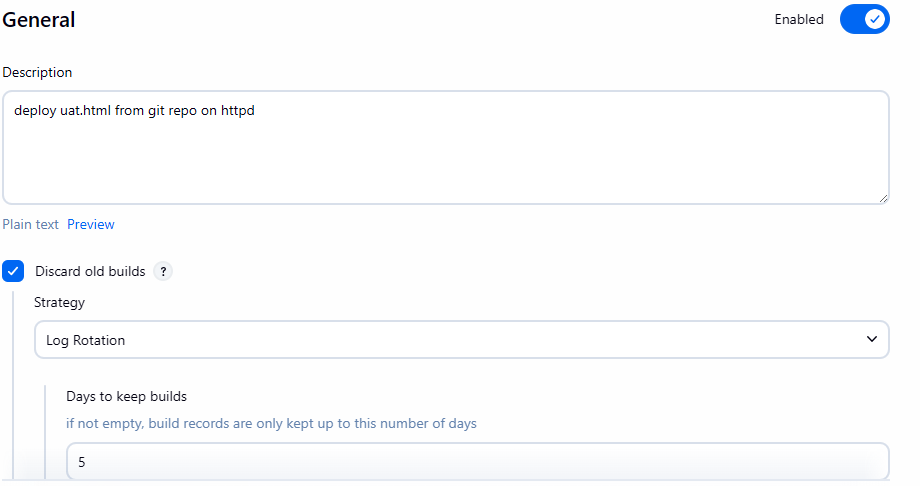 General
Enabled
Description
deploy uat.html from git repo on httpd
Plain text Preview
Discard old builds ?
Strategy
Log Rotation
Days to keep builds
if not empty, build records are only kept up to this number of days
5